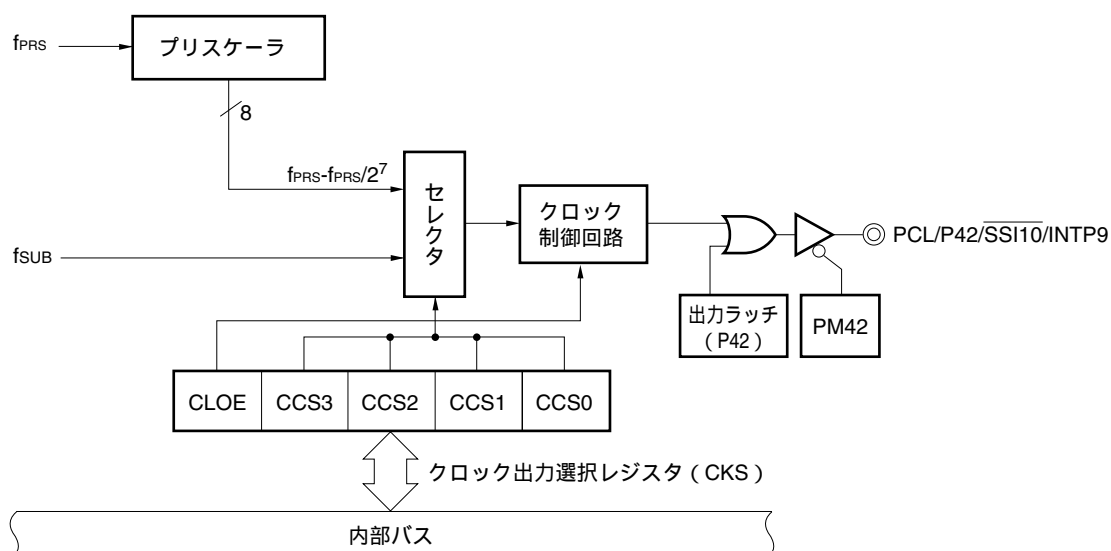 fPRS
プリスケーラ
8
fPRS-fPRS/2⁷
セレクタ
クロック
制御回路
PCL/P42/SSI10/INTP9
fSUB
出力ラッチ
（P42）
PM42
CLOE CCS3 CCS2 CCS1 CCS0
クロック出力選択レジスタ（CKS）
内部バス